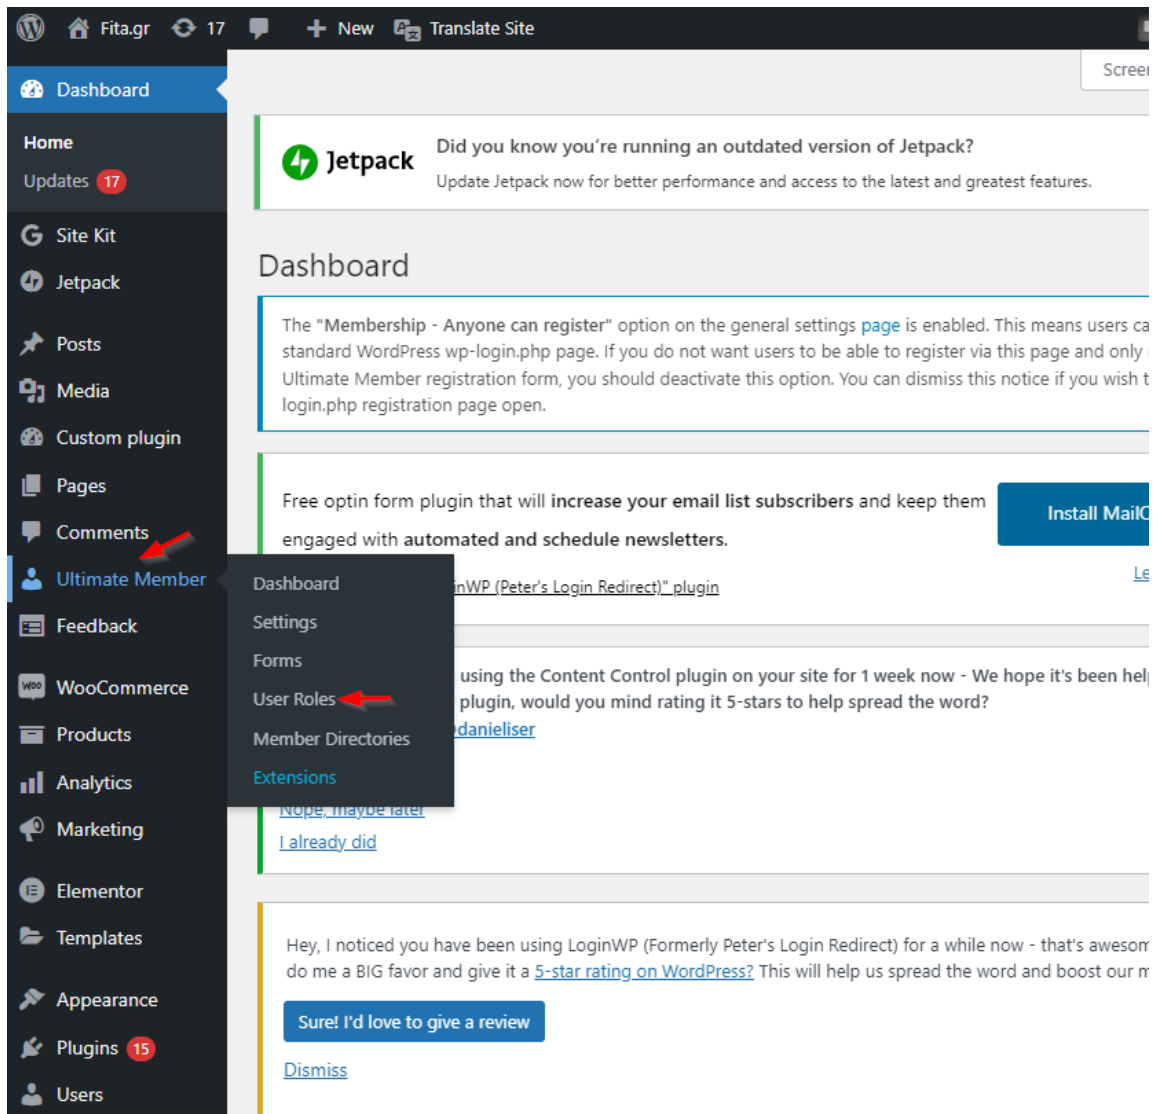 Fita.gr 17 New Translate Site
Scree
Dashboard
Home
Updates 17
Site Kit
Jetpack
Posts
Media
Custom plugin
Pages
Comments
Ultimate Member
Feedback
WooCommerce
Products
Analytics
Marketing
Elementor
Templates
Appearance
Plugins 15
Users
Dashboard
Settings
Forms
User Roles
Member Directories
Extensions
Jetpack
Did you know you're running an outdated version of Jetpack?
Update Jetpack now for better performance and access to the latest and greatest features.
Dashboard
The "Membership - Anyone can register" option on the general settings page is enabled. This means users ca
standard WordPress wp-login.php page. If you do not want users to be able to register via this page and only
Ultimate Member registration form, you should deactivate this option. You can dismiss this notice if you wish t
login.php registration page open.
Free optin form plugin that will increase your email list subscribers and keep them
engaged with automated and schedule newsletters.
Install MailO
Le
inWP (Peter's Login Redirect)" plugin
using the Content Control plugin on your site for 1 week now - We hope it's been hel
plugin, would you mind rating it 5-stars to help spread the word?
danieliser
Nope, maybe later
I already did
Hey, I noticed you have been using LoginWP (Formerly Peter's Login Redirect) for a while now - that's awesom
do me a BIG favor and give it a 5-star rating on WordPress? This will help us spread the word and boost our m
Sure! I'd love to give a review
Dismiss